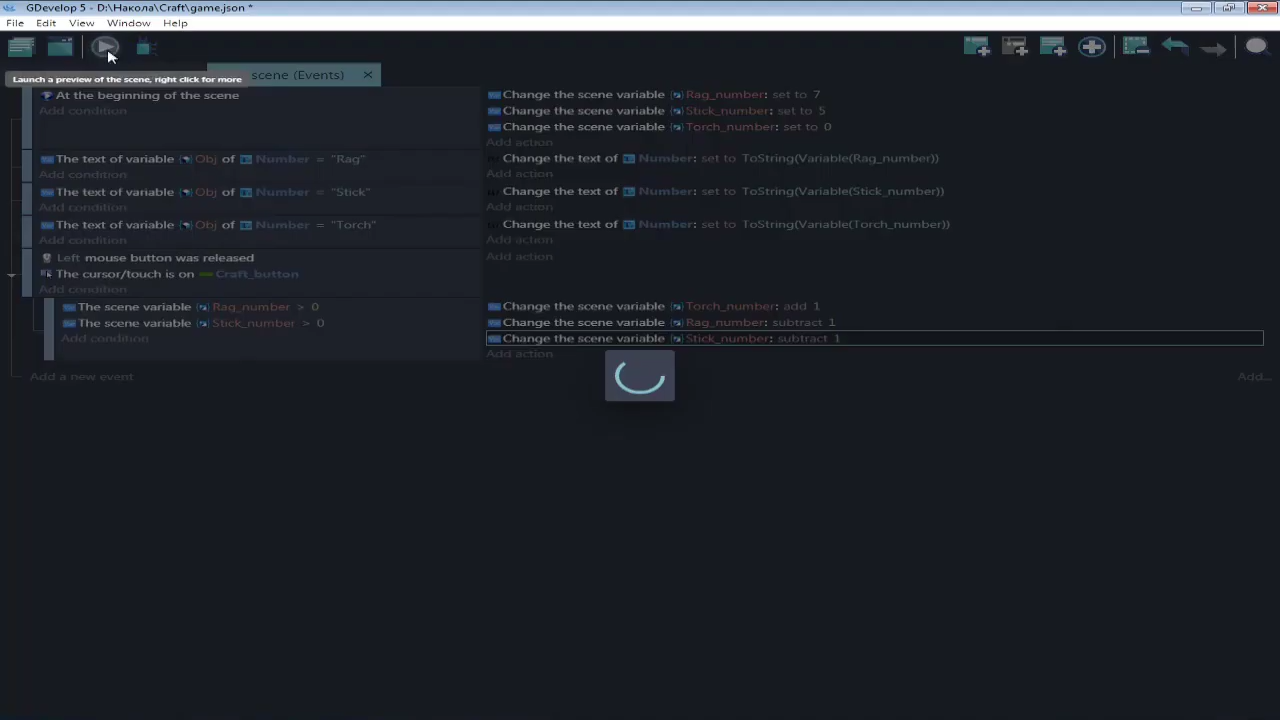 GDevelop 5 - D:\Накола\Craft\game.json *
File Edit View Window Help
Launch a preview of the scene, right click for more
scene (Events) ×
At the beginning of the scene
Add condition
Change the scene variable Rag_number: set to 7
Change the scene variable Stick_number: set to 5
Change the scene variable Torch_number: set to 0
Add action
The text of variable Obj of Number = "Rag"
Add condition
Change the text of Number: set to ToString(Variable(Rag_number))
Add action
The text of variable Obj of Number = "Stick"
Add condition
Change the text of Number: set to ToString(Variable(Stick_number))
Add action
The text of variable Obj of Number = "Torch"
Add condition
Change the text of Number: set to ToString(Variable(Torch_number))
Add action
Left mouse button was released
The cursor/touch is on Craft_button
Add condition
Add action
The scene variable Rag_number > 0
The scene variable Stick_number > 0
Add condition
Change the scene variable Torch_number: add 1
Change the scene variable Rag_number: subtract 1
Change the scene variable Stick_number: subtract 1
Add action
Add a new event
Add...